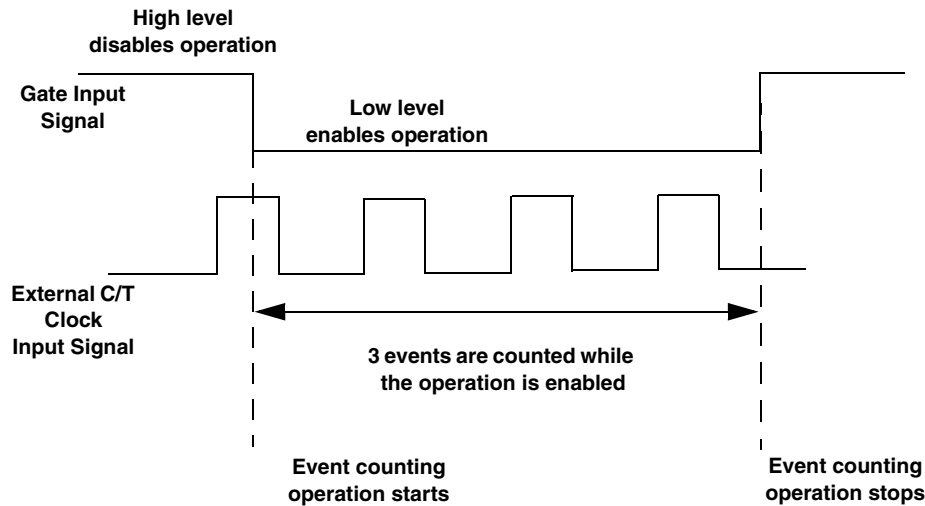 High level
disables operation
Gate Input
Signal
Low level
enables operation
External C/T
Clock
Input Signal
3 events are counted while
the operation is enabled
Event counting
operation starts
Event counting
operation stops